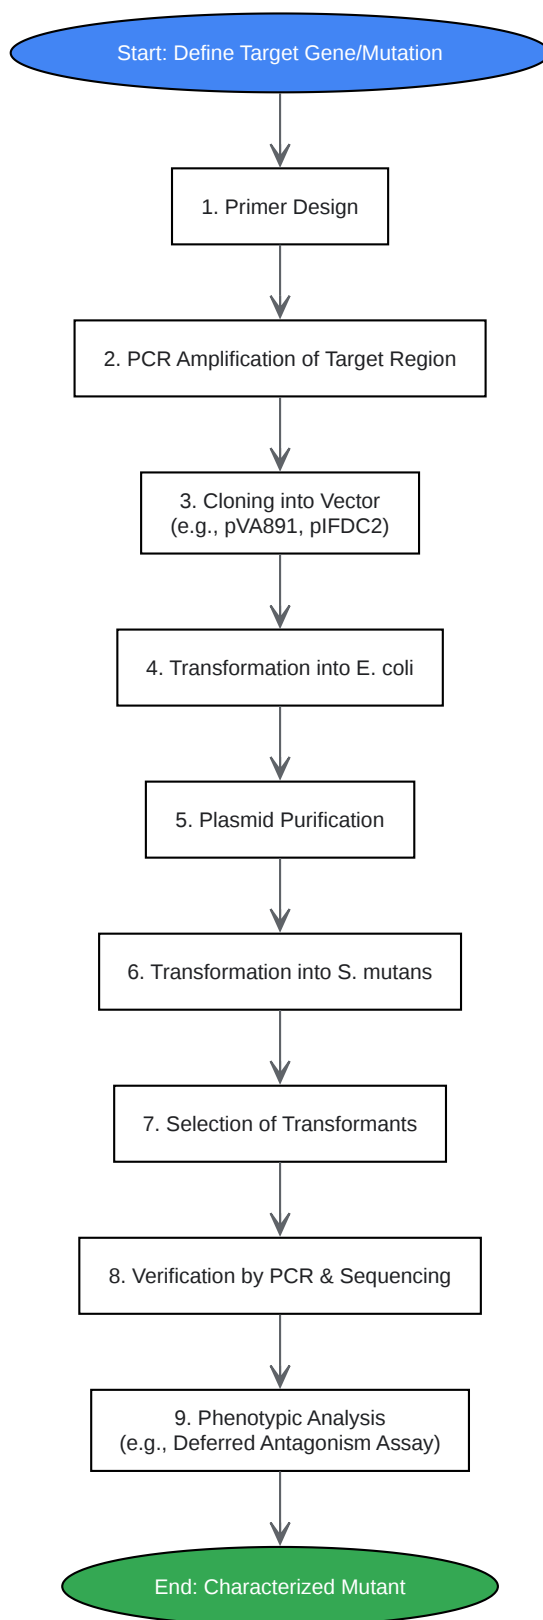 Start: Define Target Gene/Mutation
1. Primer Design
2. PCR Amplification of Target Region
3. Cloning into Vector
(e.g., pVA891, pIFDC2)
4. Transformation into E. coli
5. Plasmid Purification
6. Transformation into S. mutans
7. Selection of Transformants
8. Verification by PCR & Sequencing
9. Phenotypic Analysis
(e.g., Deferred Antagonism Assay)
End: Characterized Mutant